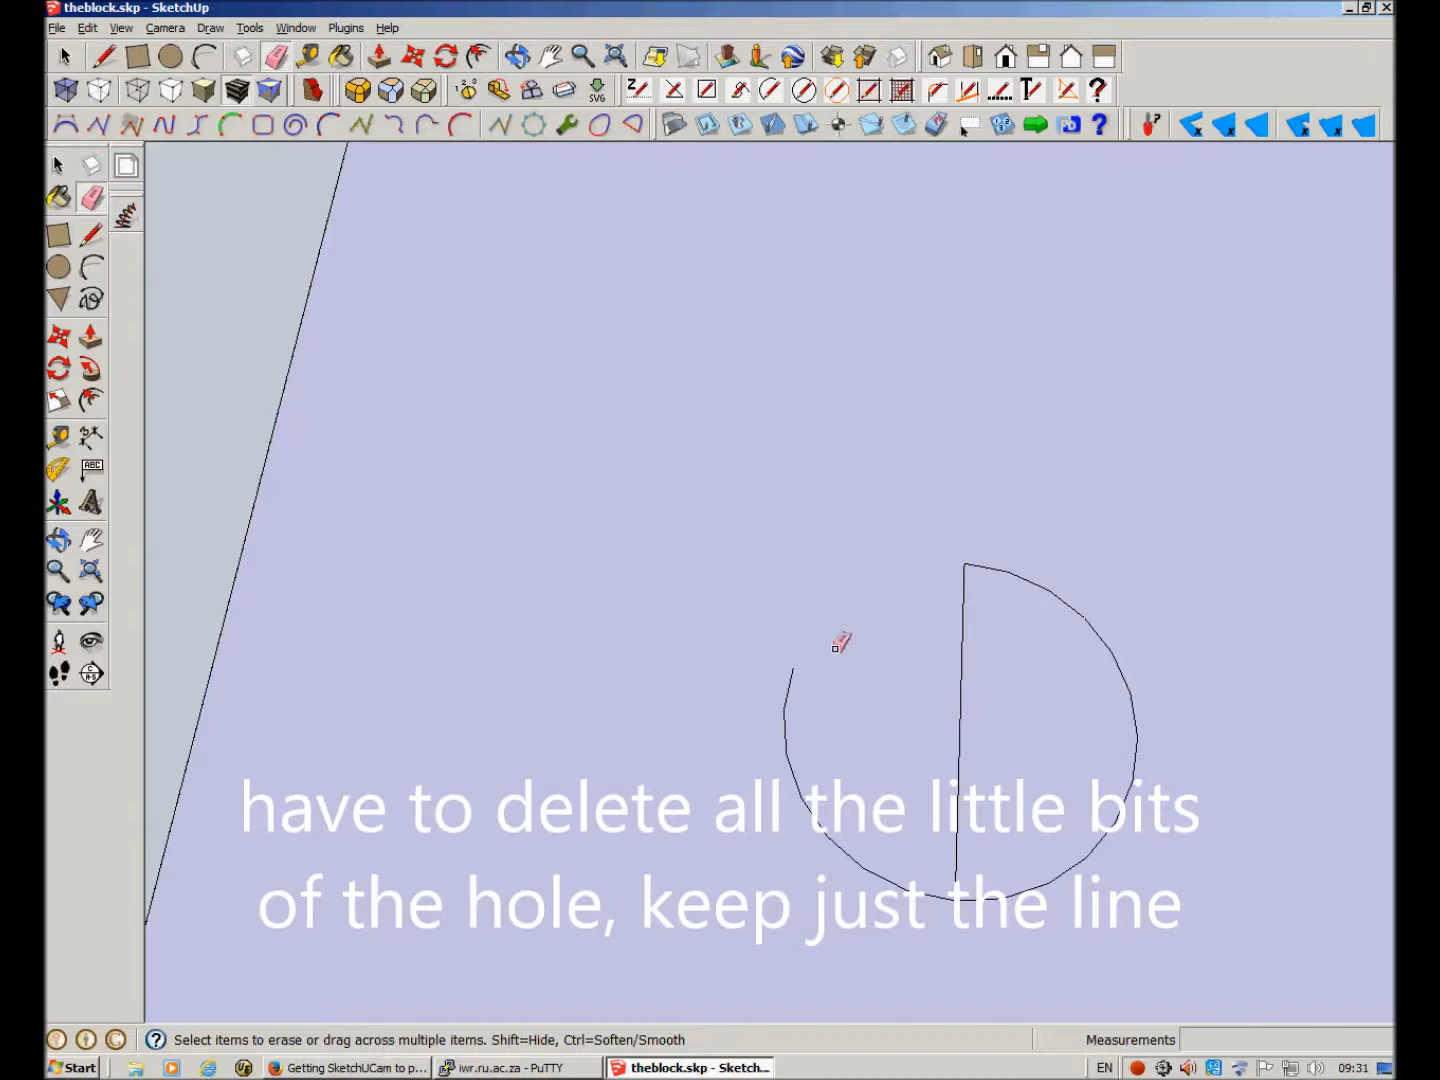 theblock.skp - SketchUp
File Edit View Camera Draw Tools Window Plugins Help
SVG
ABC
have to delete all the little bits
of the hole, keep just the line
Select items to erase or drag across multiple items. Shift=Hide, Ctrl=Soften/Smooth
Measurements
Start
Getting SketchUCam to p...
iwr.ru.ac.za - PuTTY
theblock.skp - Sketch...
EN
09:31